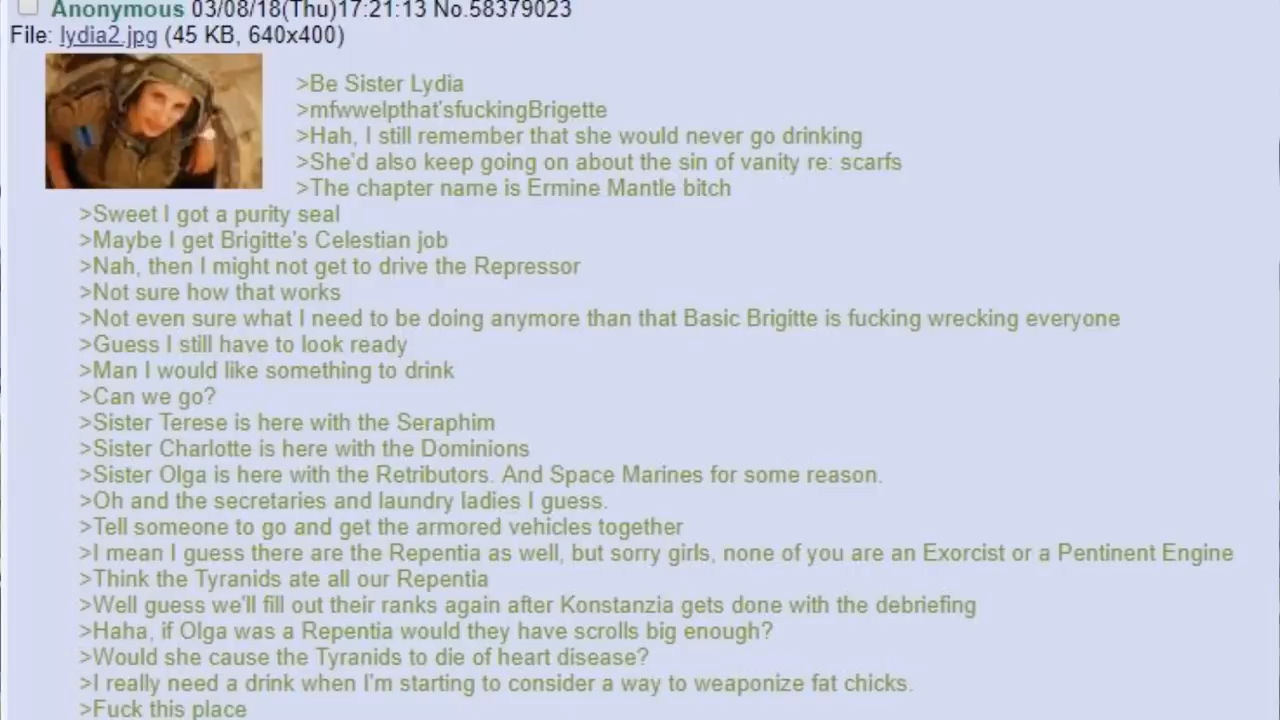 Anonymous 03/08/18(Thu)17:21:13 No.58379023
File: lydia2.jpg (45 KB, 640x400)
>Be Sister Lydia
>mfwwelpthat'sfuckingBrigette
>Hah, I still remember that she would never go drinking
>She'd also keep going on about the sin of vanity re: scarfs
>The chapter name is Ermine Mantle bitch
>Sweet I got a purity seal
>Maybe I get Brigitte's Celestian job
>Nah, then I might not get to drive the Repressor
>Not sure how that works
>Not even sure what I need to be doing anymore than that Basic Brigitte is fucking wrecking everyone
>Guess I still have to look ready
>Man I would like something to drink
>Can we go?
>Sister Terese is here with the Seraphim
>Sister Charlotte is here with the Dominions
>Sister Olga is here with the Retributors. And Space Marines for some reason.
>Oh and the secretaries and laundry ladies I guess.
>Tell someone to go and get the armored vehicles together
>I mean I guess there are the Repentia as well, but sorry girls, none of you are an Exorcist or a Pentinent Engine
>Think the Tyranids ate all our Repentia
>Well guess we'll fill out their ranks again after Konstanzia gets done with the debriefing
>Haha, if Olga was a Repentia would they have scrolls big enough?
>Would she cause the Tyranids to die of heart disease?
>I really need a drink when I'm starting to consider a way to weaponize fat chicks.
>Fuck this place